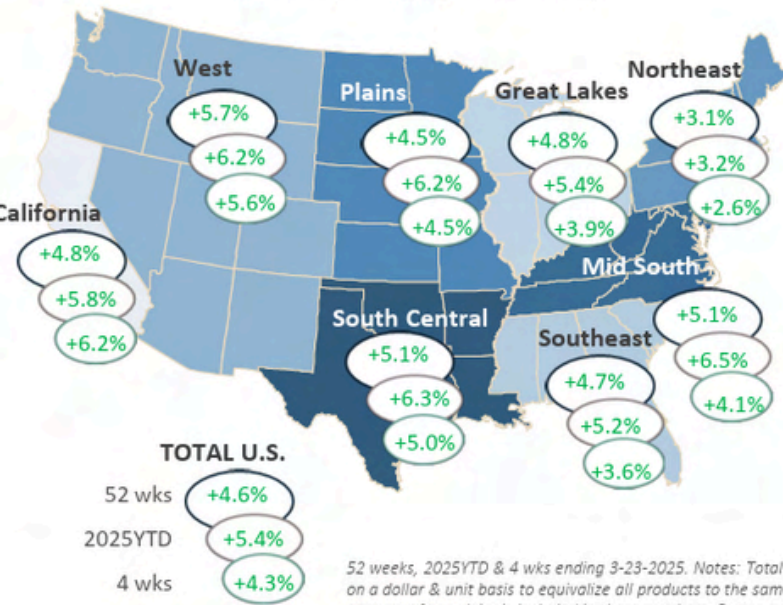 West
+5.7%
+6.2%
+5.6%
Plains
+4.5%
+6.2%
+4.5%
Great Lakes
+4.8%
+5.4%
+3.9%
Northeast
+3.1%
+3.2%
+2.6%
California
+4.8%
+5.8%
+6.2%
South Central
+5.1%
+6.3%
+5.0%
Southeast
+4.7%
+5.2%
+3.6%
Mid South
+5.1%
+6.5%
+4.1%
TOTAL U.S.
52 wks +4.6%
2025YTD +5.4%
4 wks +4.3%
52 weeks, 2025YTD & 4 wks ending 3-23-2025. Notes: Total
on a dollar & unit basis to equivalize all products to the sam